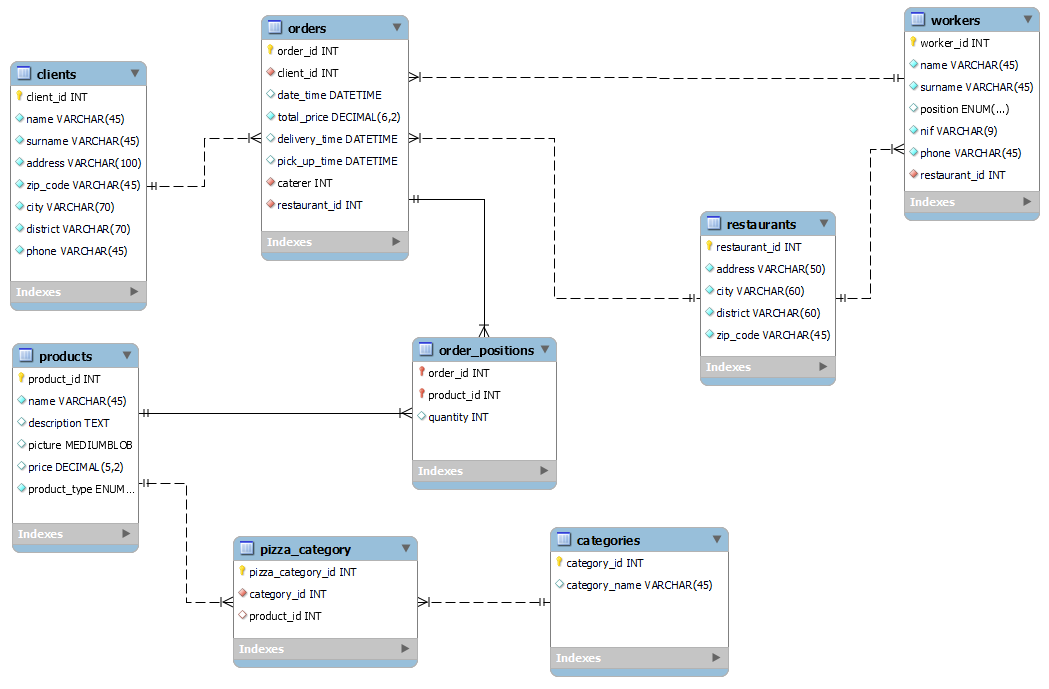 clients
client_id INT
name VARCHAR(45)
surname VARCHAR(45)
address VARCHAR(100)
zip_code VARCHAR(45)
city VARCHAR(70)
district VARCHAR(70)
phone VARCHAR(45)
Indexes
orders
order_id INT
client_id INT
date_time DATETIME
total_price DECIMAL(6,2)
delivery_time DATETIME
pick_up_time DATETIME
caterer INT
restaurant_id INT
Indexes
workers
worker_id INT
name VARCHAR(45)
surname VARCHAR(45)
position ENUM(...)
nif VARCHAR(9)
phone VARCHAR(45)
restaurant_id INT
Indexes
restaurants
restaurant_id INT
address VARCHAR(50)
city VARCHAR(60)
district VARCHAR(60)
zip_code VARCHAR(45)
Indexes
products
product_id INT
name VARCHAR(45)
description TEXT
picture MEDIUMBLOB
price DECIMAL(5,2)
product_type ENUM...
Indexes
order_positions
order_id INT
product_id INT
quantity INT
Indexes
pizza_category
pizza_category_id INT
category_id INT
product_id INT
Indexes
categories
category_id INT
category_name VARCHAR(45)
Indexes